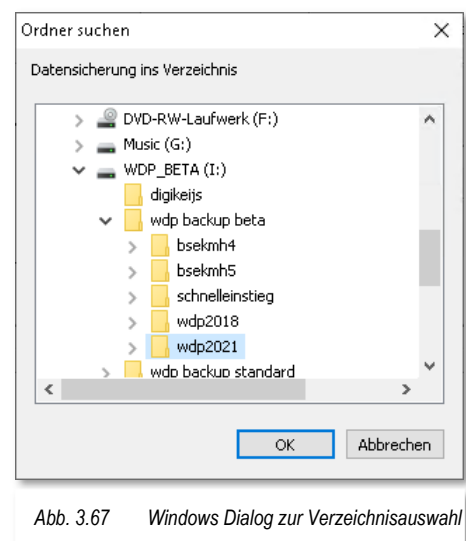 Ordner suchen
Datensicherung ins Verzeichnis
DVD-RW-Laufwerk (F:)
Music (G:)
WDP_BETA (I:)
digikeijs
wdp backup beta
bsekmh4
bsekmh5
schnelleinstieg
wdp2018
wdp2021
wdp backup standard
OK Abbrechen
Abb. 3.67 Windows Dialog zur Verzeichnisauswahl